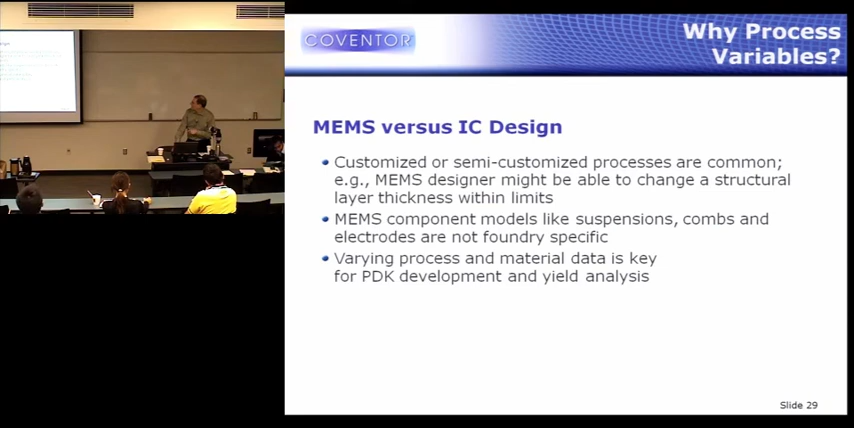 COVENTOR
Why Process
Variables?
MEMS versus IC Design
Customized or semi-customized processes are common;
e.g., MEMS designer might be able to change a structural
layer thickness within limits
MEMS component models like suspensions, combs and
electrodes are not foundry specific
Varying process and material data is key
for PDK development and yield analysis
Slide 29